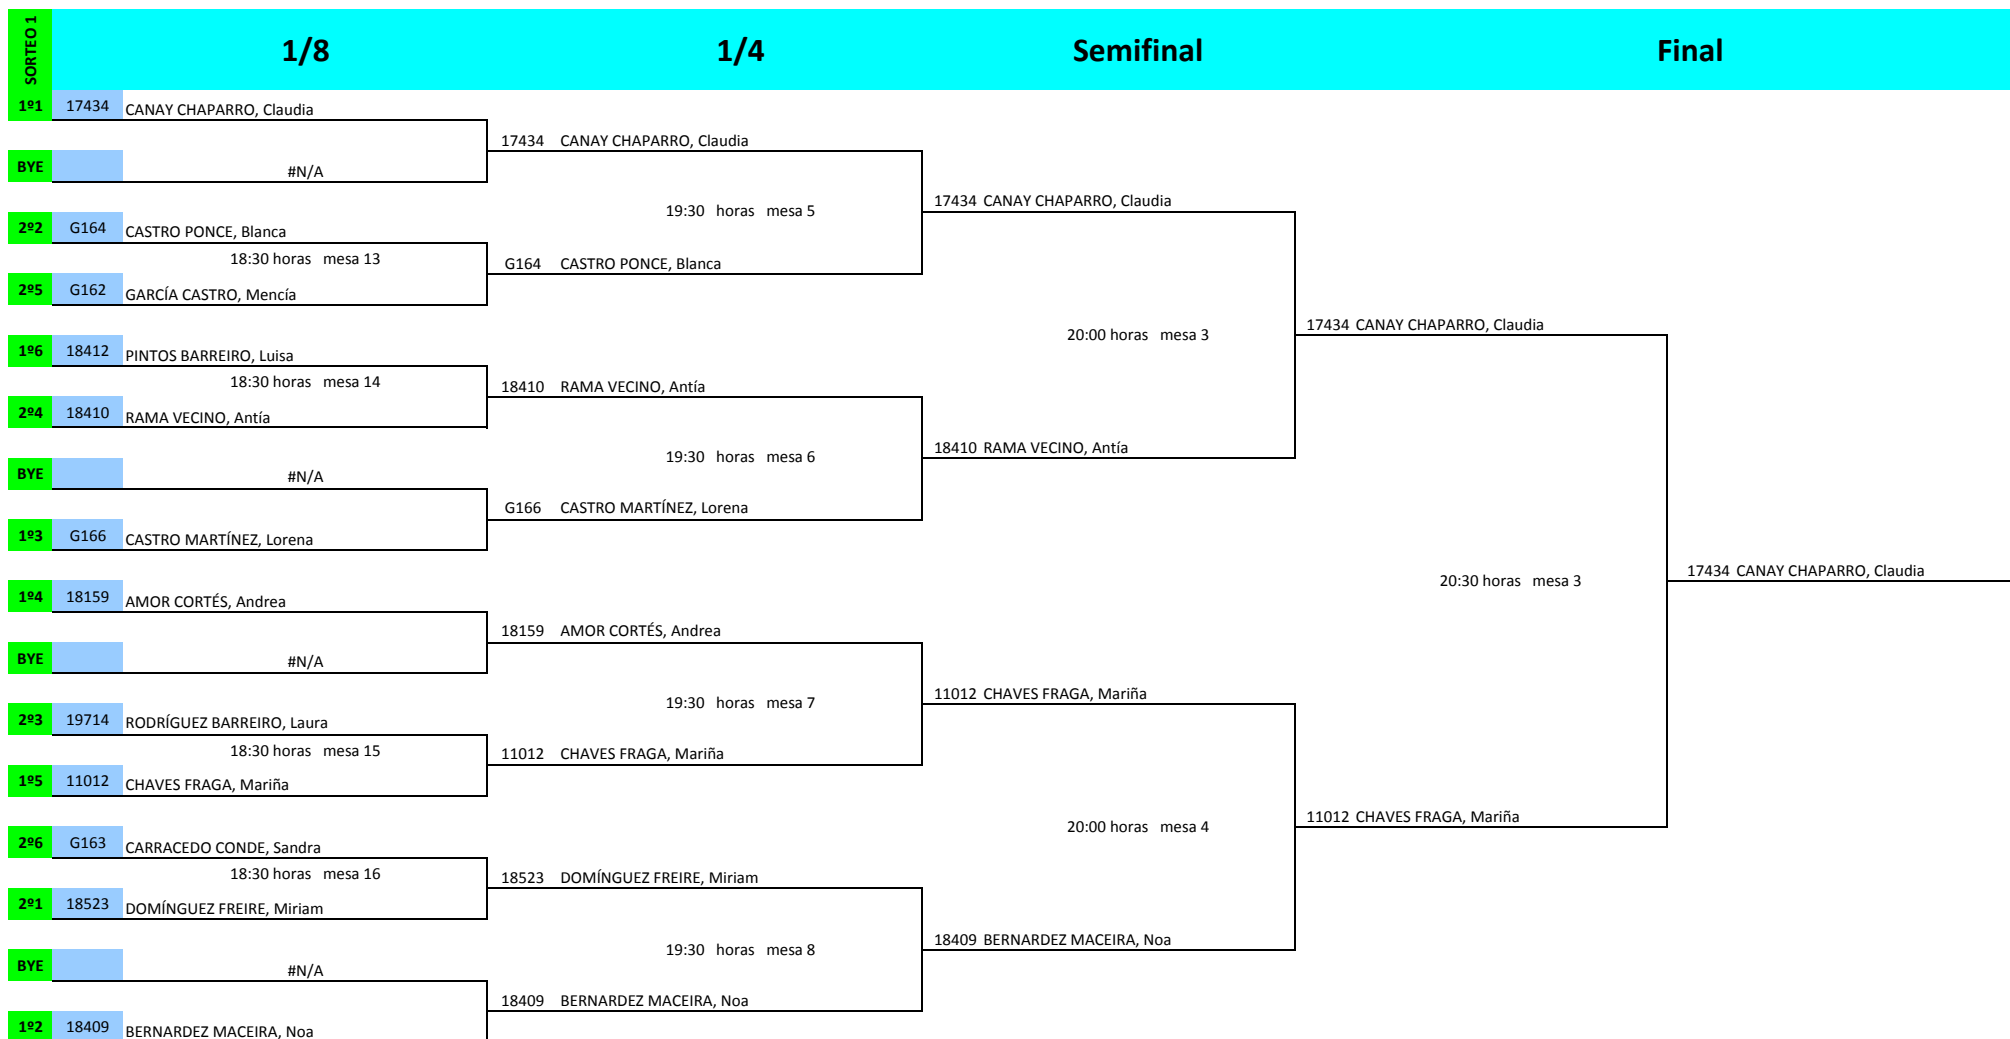 SORTEO 1
1/8 1/4 Semifinal Final
1º1 17434 CANAY CHAPARRO, Claudia
17434 CANAY CHAPARRO, Claudia
BYE #N/A
17434 CANAY CHAPARRO, Claudia
19:30 horas mesa 5
2º2 G164 CASTRO PONCE, Blanca
18:30 horas mesa 13
G164 CASTRO PONCE, Blanca
2º5 G162 GARCÍA CASTRO, Mencía
17434 CANAY CHAPARRO, Claudia
20:00 horas mesa 3
1º6 18412 PINTOS BARREIRO, Luisa
18:30 horas mesa 14
18410 RAMA VECINO, Antía
2º4 18410 RAMA VECINO, Antía
18410 RAMA VECINO, Antía
19:30 horas mesa 6
BYE #N/A
G166 CASTRO MARTÍNEZ, Lorena
1º3 G166 CASTRO MARTÍNEZ, Lorena
17434 CANAY CHAPARRO, Claudia
20:30 horas mesa 3
1º4 18159 AMOR CORTÉS, Andrea
18159 AMOR CORTÉS, Andrea
BYE #N/A
11012 CHAVES FRAGA, Mariña
19:30 horas mesa 7
2º3 19714 RODRÍGUEZ BARREIRO, Laura
18:30 horas mesa 15
11012 CHAVES FRAGA, Mariña
1º5 11012 CHAVES FRAGA, Mariña
11012 CHAVES FRAGA, Mariña
20:00 horas mesa 4
2º6 G163 CARRACEDO CONDE, Sandra
18:30 horas mesa 16
18523 DOMÍNGUEZ FREIRE, Miriam
2º1 18523 DOMÍNGUEZ FREIRE, Miriam
18409 BERNARDEZ MACEIRA, Noa
19:30 horas mesa 8
BYE #N/A
18409 BERNARDEZ MACEIRA, Noa
1º2 18409 BERNARDEZ MACEIRA, Noa